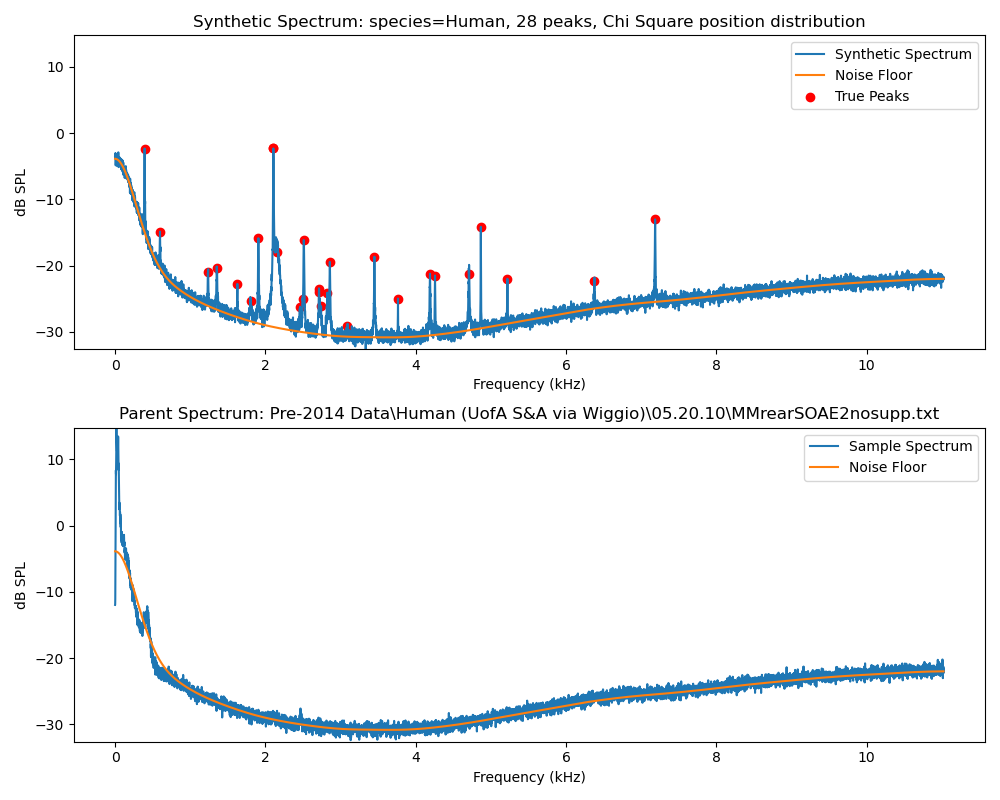 Synthetic Spectrum: species=Human, 28 peaks, Chi Square position distribution
10
0
−10
−20
−30
dB SPL
Synthetic Spectrum
Noise Floor
True Peaks
0 2 4 6 8 10
Frequency (kHz)
Parent Spectrum: Pre-2014 Data\Human (UofA S&A via Wiggio)\05.20.10\MMrearSOAE2nosupp.txt
10
0
−10
−20
−30
dB SPL
Sample Spectrum
Noise Floor
0 2 4 6 8 10
Frequency (kHz)